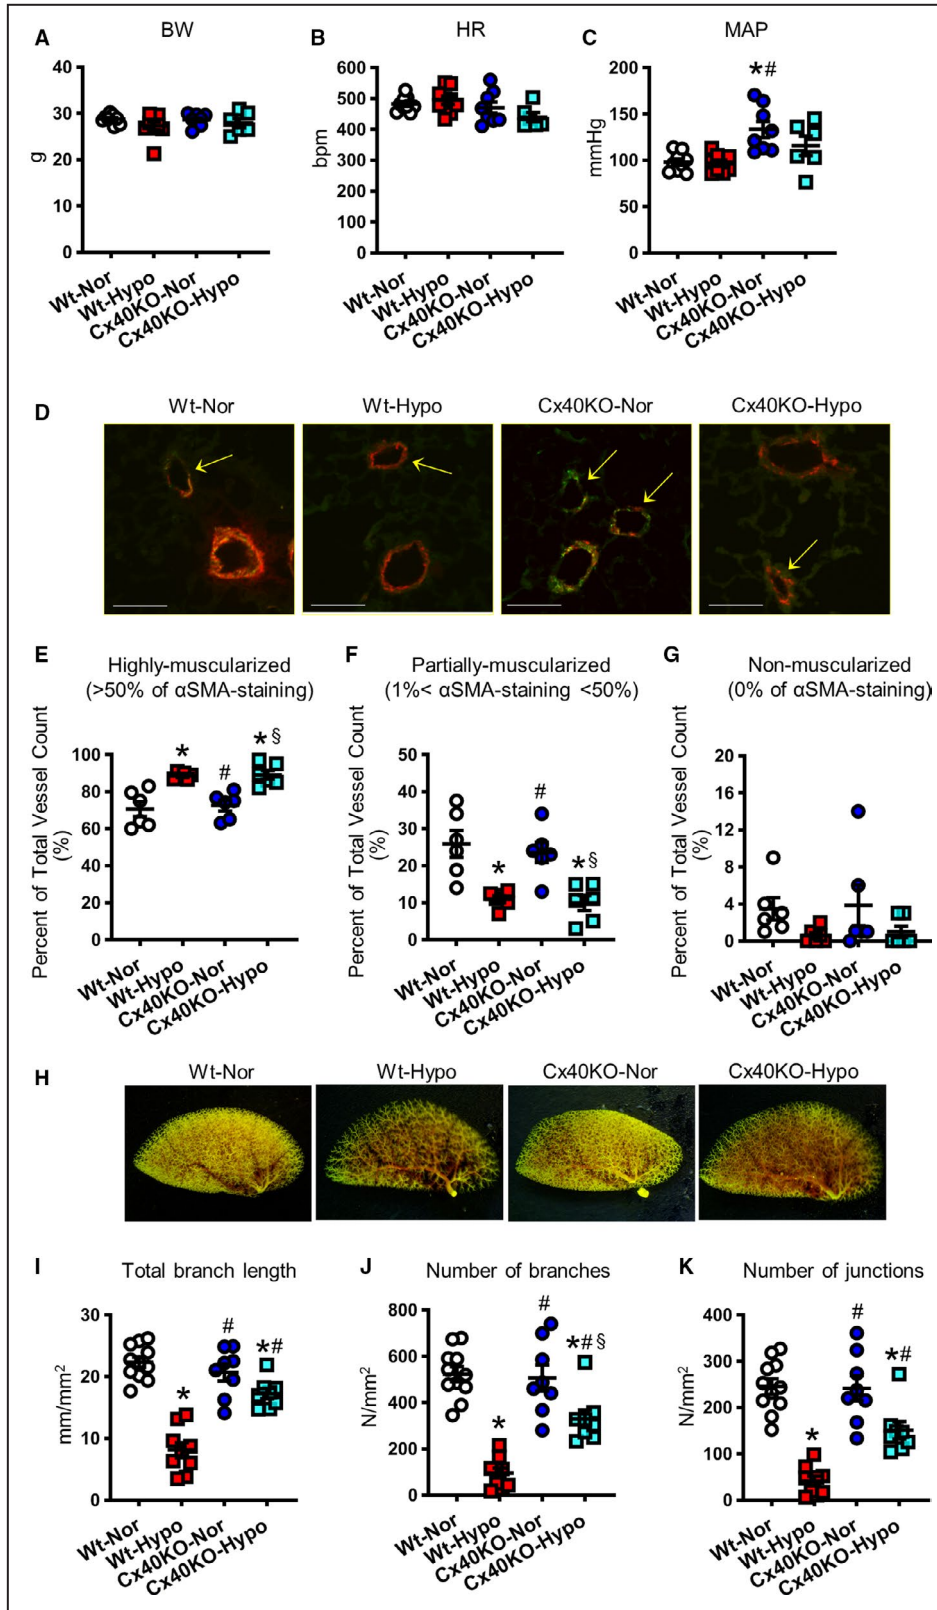 A
BW
g
40
30
20
10
0
Wt-Nor
Wt-Hypo
Cx40KO-Nor
Cx40KO-Hypo
B
HR
bpm
600
500
400
300
200
100
0
Wt-Nor
Wt-Hypo
Cx40KO-Nor
Cx40KO-Hypo
C
MAP
*#
mmHg
200
150
100
50
0
Wt-Nor
Wt-Hypo
Cx40KO-Nor
Cx40KO-Hypo
D
Wt-Nor
Wt-Hypo
Cx40KO-Nor
Cx40KO-Hypo
E
Highly-muscularized
(>50% of αSMA-staining)
Percent of Total Vessel Count
(%)
100
80
60
40
20
0
*
#
* §
Wt-Nor
Wt-Hypo
Cx40KO-Nor
Cx40KO-Hypo
F
Partially-muscularized
(1%< αSMA-staining <50%)
Percent of Total Vessel Count
(%)
50
40
30
20
10
0
*
#
* §
Wt-Nor
Wt-Hypo
Cx40KO-Nor
Cx40KO-Hypo
G
Non-muscularized
(0% of αSMA-staining)
Percent of Total Vessel Count
(%)
20
16
12
8
4
0
Wt-Nor
Wt-Hypo
Cx40KO-Nor
Cx40KO-Hypo
H
Wt-Nor
Wt-Hypo
Cx40KO-Nor
Cx40KO-Hypo
I
Total branch length
mm/mm²
30
20
10
0
*
#
*#
Wt-Nor
Wt-Hypo
Cx40KO-Nor
Cx40KO-Hypo
J
Number of branches
N/mm²
800
600
400
200
0
*
#
*# §
Wt-Nor
Wt-Hypo
Cx40KO-Nor
Cx40KO-Hypo
K
Number of junctions
N/mm²
400
300
200
100
0
*
#
*#
Wt-Nor
Wt-Hypo
Cx40KO-Nor
Cx40KO-Hypo